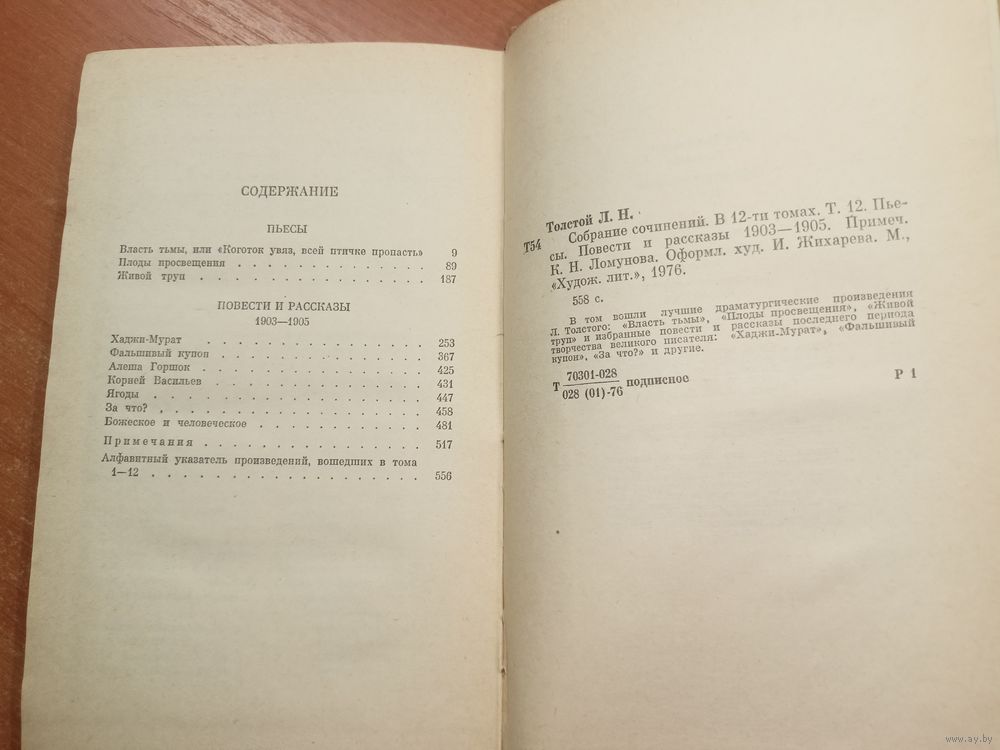 СОДЕРЖАНИЕ
ПЬЕСЫ
Власть тьмы, или «Коготок увяз, всей птичке пропасть» 9
Плоды просвещения . . . . . . . . . . . . . 89
Живой труп . . . . . . . . . . . . . . . 187
ПОВЕСТИ И РАССКАЗЫ
1903—1905
Хаджи-Мурат . . . . . . . . . . . . . . . 253
Фальшивый купон . . . . . . . . . . . . . 367
Алеша Горшок . . . . . . . . . . . . . . 425
Корней Васильев . . . . . . . . . . . . . 431
Ягоды . . . . . . . . . . . . . . . . . 447
За что? . . . . . . . . . . . . . . . . 458
Божеское и человеческое . . . . . . . . . . 481
Примечания . . . . . . . . . . . . . . . 517
Алфавитный указатель произведений, вошедших в тома
1—12 . . . . . . . . . . . . . . . . . 556
Толстой Л. Н.
Т54 Собрание сочинений. В 12-ти томах. Т. 12. Пье-
сы. Повести и рассказы 1903—1905. Примеч.
К. Н. Ломунова. Оформл. худ. И. Жихарева. М.,
«Худож. лит.», 1976.
558 с.
В том вошли лучшие драматургические произведения
Л. Толстого: «Власть тьмы», «Плоды просвещения», «Живой
труп» и избранные повести и рассказы последнего периода
творчества великого писателя: «Хаджи-Мурат», «Фальшивый
купон», «За что?» и другие.
Т 70301-028 подписное Р 1
028 (01)-76
www.ay.by